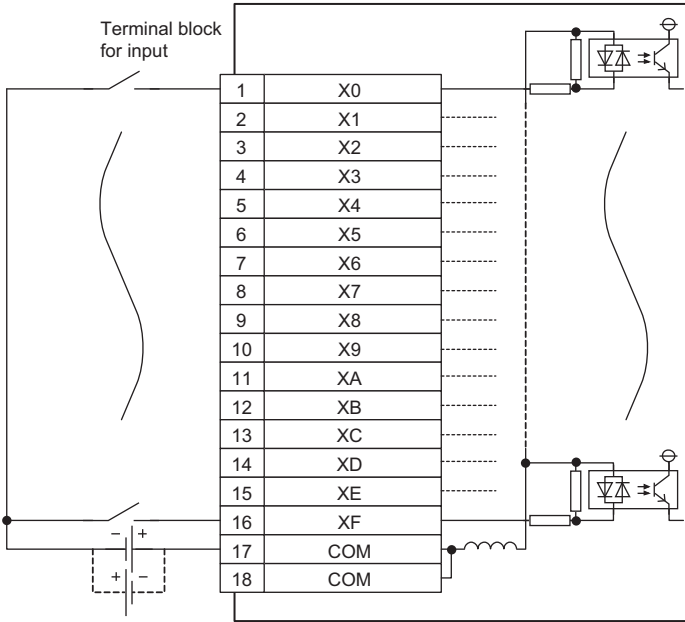 Terminal block
for input
1 X0
2 X1
3 X2
4 X3
5 X4
6 X5
7 X6
8 X7
9 X8
10 X9
11 XA
12 XB
13 XC
14 XD
15 XE
16 XF
− +
17 COM
+ −
18 COM